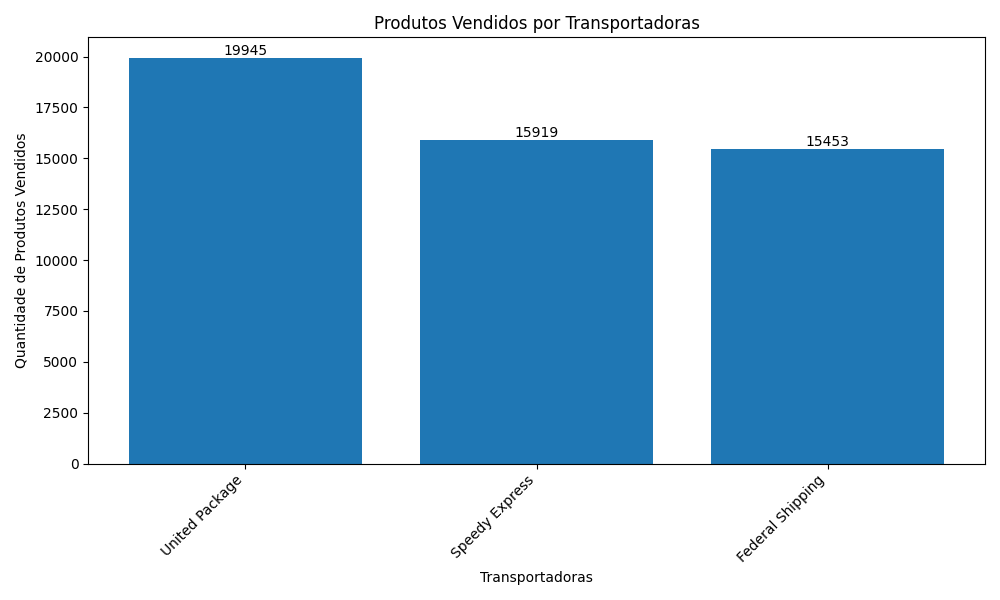 Produtos Vendidos por Transportadoras
Quantidade de Produtos Vendidos
20000
17500
15000
12500
10000
7500
5000
2500
0
19945
15919
15453
United Package
Speedy Express
Federal Shipping
Transportadoras